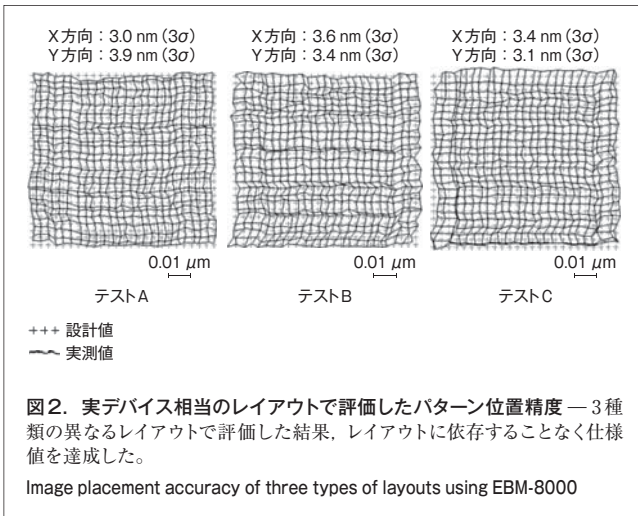 X方向：3.0 nm（3σ）
Y方向：3.9 nm（3σ）
X方向：3.6 nm（3σ）
Y方向：3.4 nm（3σ）
X方向：3.4 nm（3σ）
Y方向：3.1 nm（3σ）
0.01 μm
0.01 μm
0.01 μm
テストA
テストB
テストC
+++ 設計値
実測値
図2．実デバイス相当のレイアウトで評価したパターン位置精度 — 3種
類の異なるレイアウトで評価した結果，レイアウトに依存することなく仕様
値を達成した。
Image placement accuracy of three types of layouts using EBM-8000